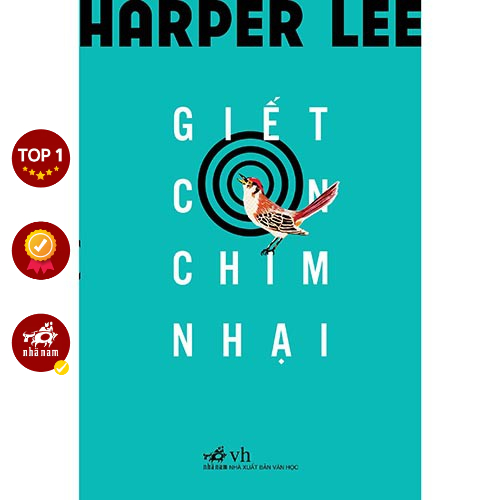 HARPER LEE
GIẾT
CON
CHIM
NHẠI
TOP 1
nhã nam
vh
nhã nam NHÀ XUẤT BẢN VĂN HỌC